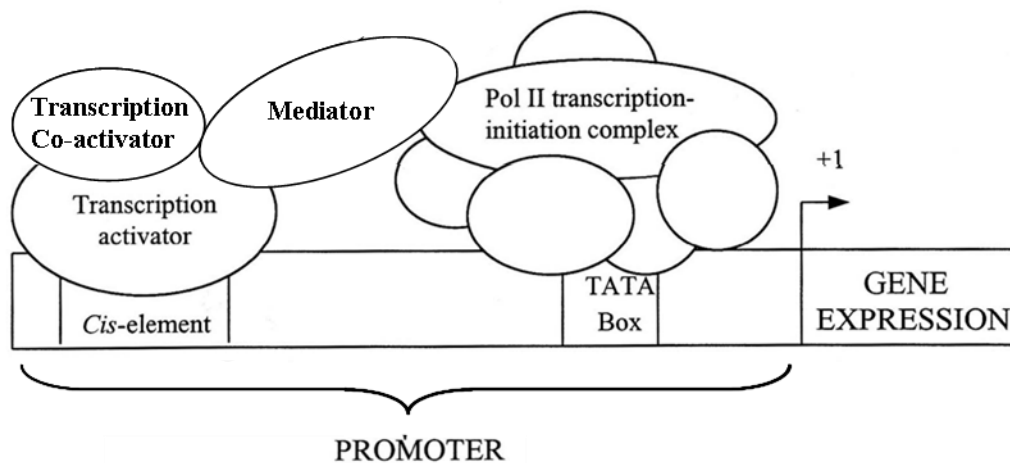 Transcription
Co-activator
Mediator
Pol II transcription-
initiation complex
+1
Transcription
activator
Cis-element
TATA
Box
GENE
EXPRESSION
PROMOTER